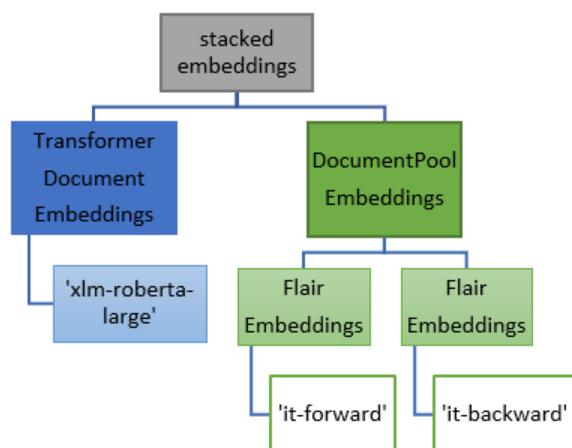 stacked
embeddings
Transformer
Document
Embeddings
DocumentPool
Embeddings
'xlm-roberta-
large'
Flair
Embeddings
Flair
Embeddings
'it-forward'
'it-backward'